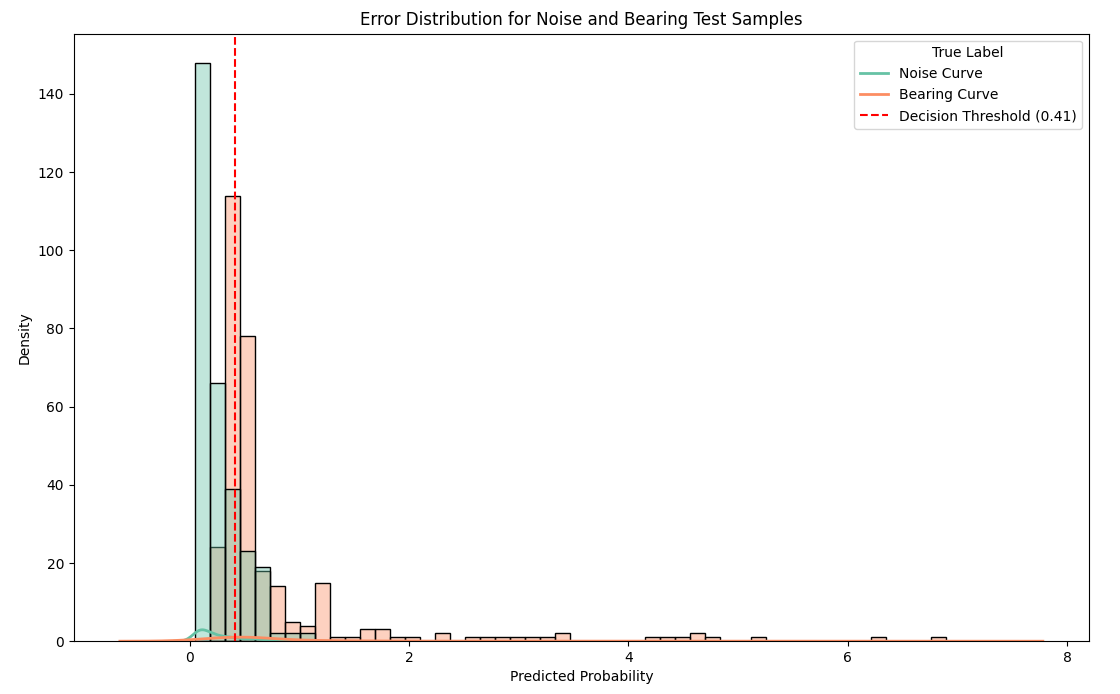 Error Distribution for Noise and Bearing Test Samples
True Label
Noise Curve
Bearing Curve
Decision Threshold (0.41)
Density
140
120
100
80
60
40
20
0
0 2 4 6 8
Predicted Probability